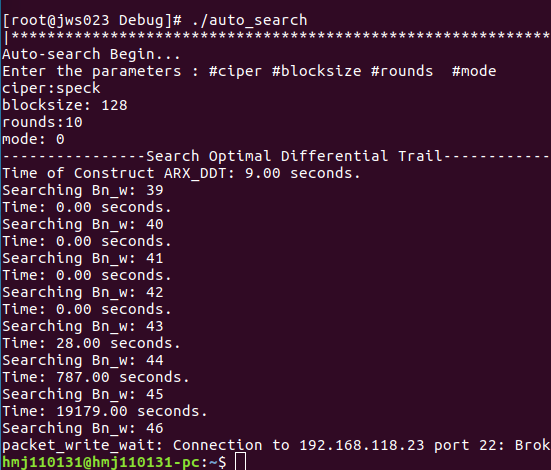 [root@jws023 Debug]# ./auto_search
|************************************************************
Auto-search Begin...
Enter the parameters : #ciper #blocksize #rounds  #mode
ciper:speck
blocksize: 128
rounds:10
mode: 0
----------------Search Optimal Differential Trail------------
Time of Construct ARX_DDT: 9.00 seconds.
Searching Bn_w: 39
Time: 0.00 seconds.
Searching Bn_w: 40
Time: 0.00 seconds.
Searching Bn_w: 41
Time: 0.00 seconds.
Searching Bn_w: 42
Time: 0.00 seconds.
Searching Bn_w: 43
Time: 28.00 seconds.
Searching Bn_w: 44
Time: 787.00 seconds.
Searching Bn_w: 45
Time: 19179.00 seconds.
Searching Bn_w: 46
packet_write_wait: Connection to 192.168.118.23 port 22: Brok
hmj110131@hmj110131-pc:~$